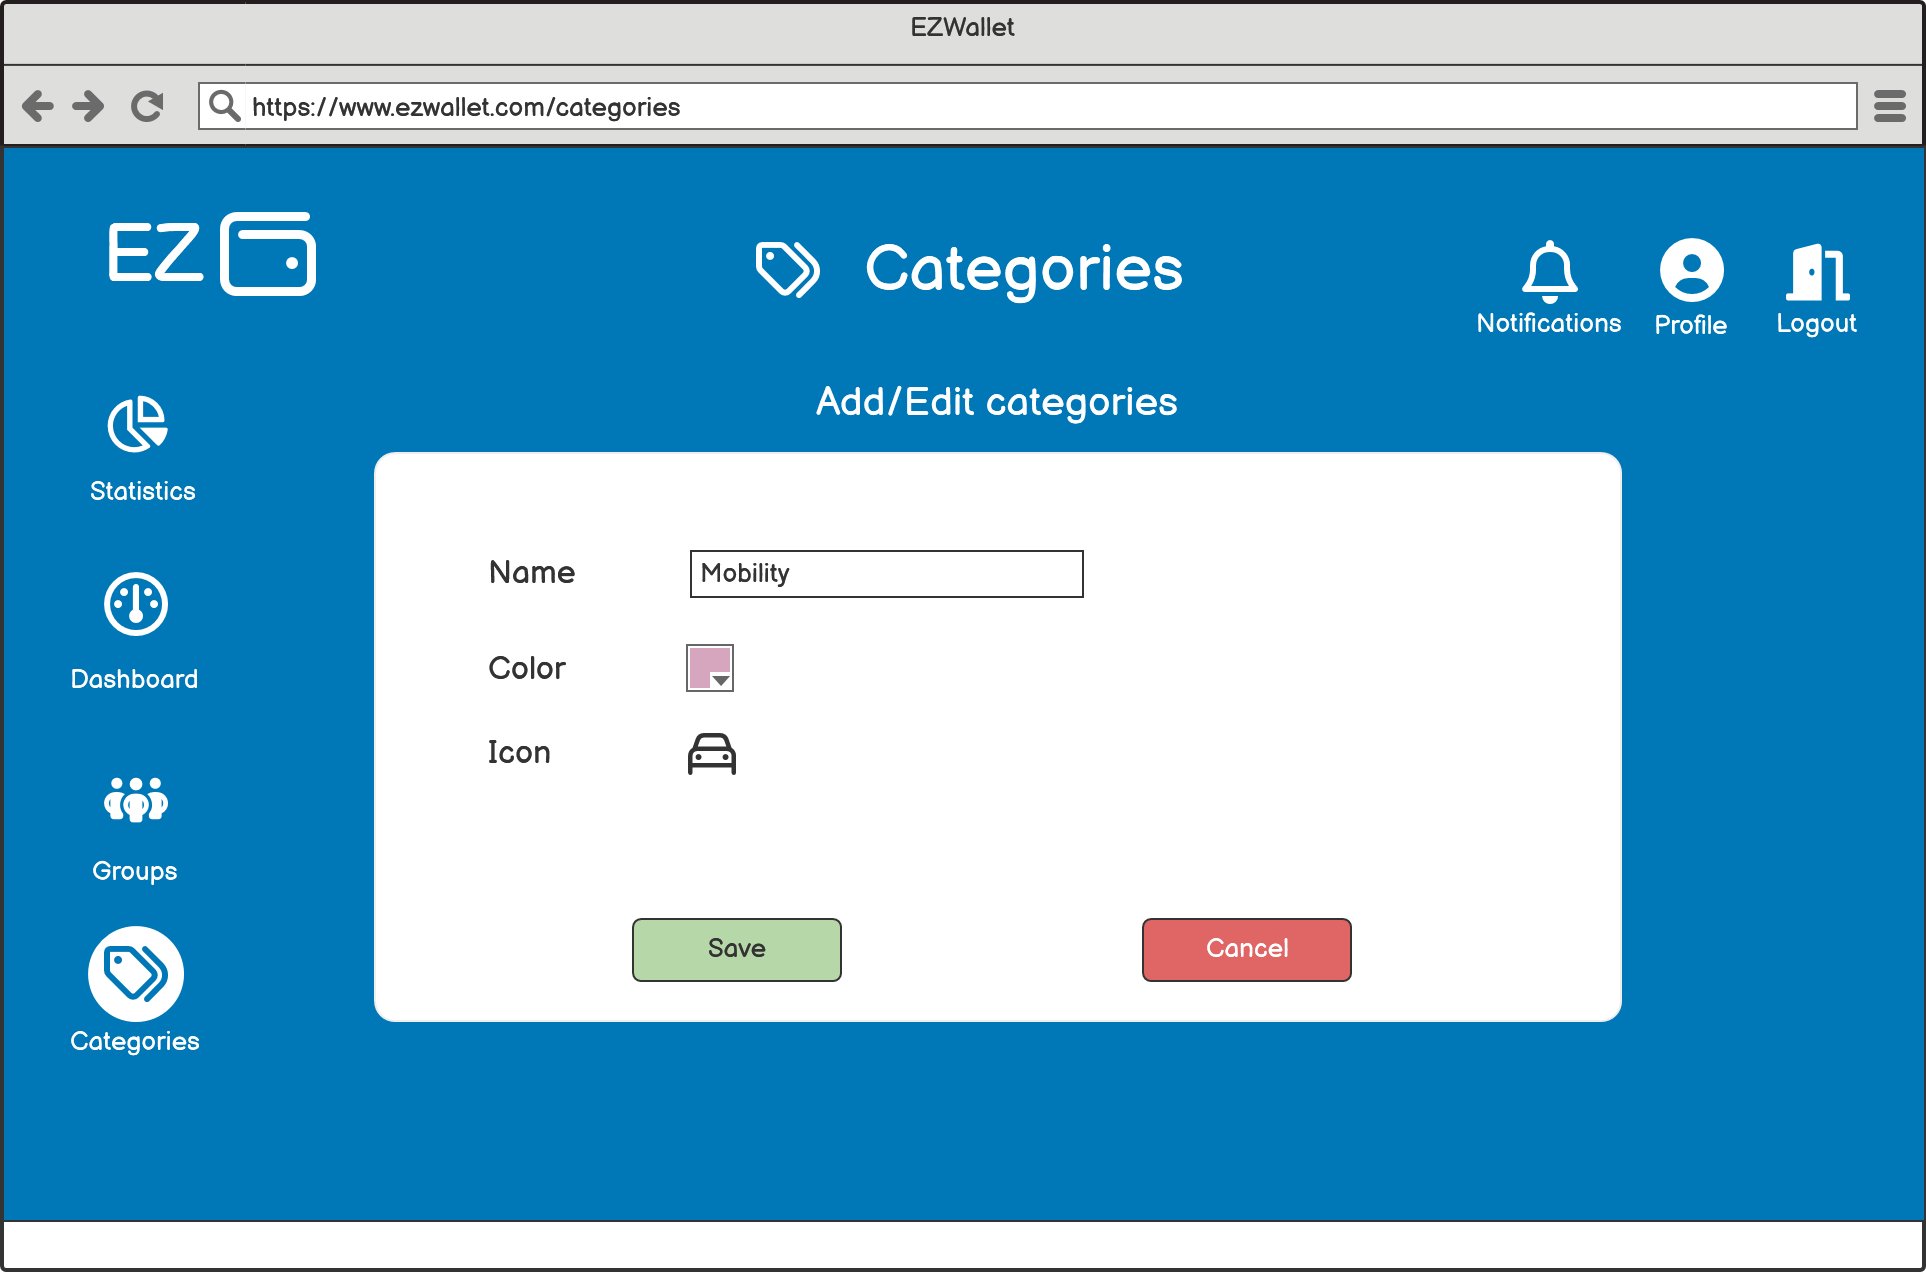 EZWallet
https://www.ezwallet.com/categories
EZ
Categories
Notifications
Profile
Logout
Add/Edit categories
Statistics
Dashboard
Groups
Categories
Name
Mobility
Color
Icon
Save
Cancel